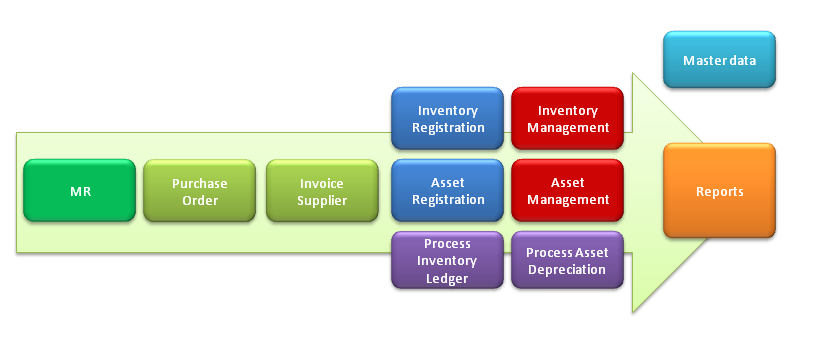 Master data
Inventory
Registration
Inventory
Management
MR
Purchase
Order
Invoice
Supplier
Asset
Registration
Asset
Management
Reports
Process
Inventory
Ledger
Process Asset
Depreciation